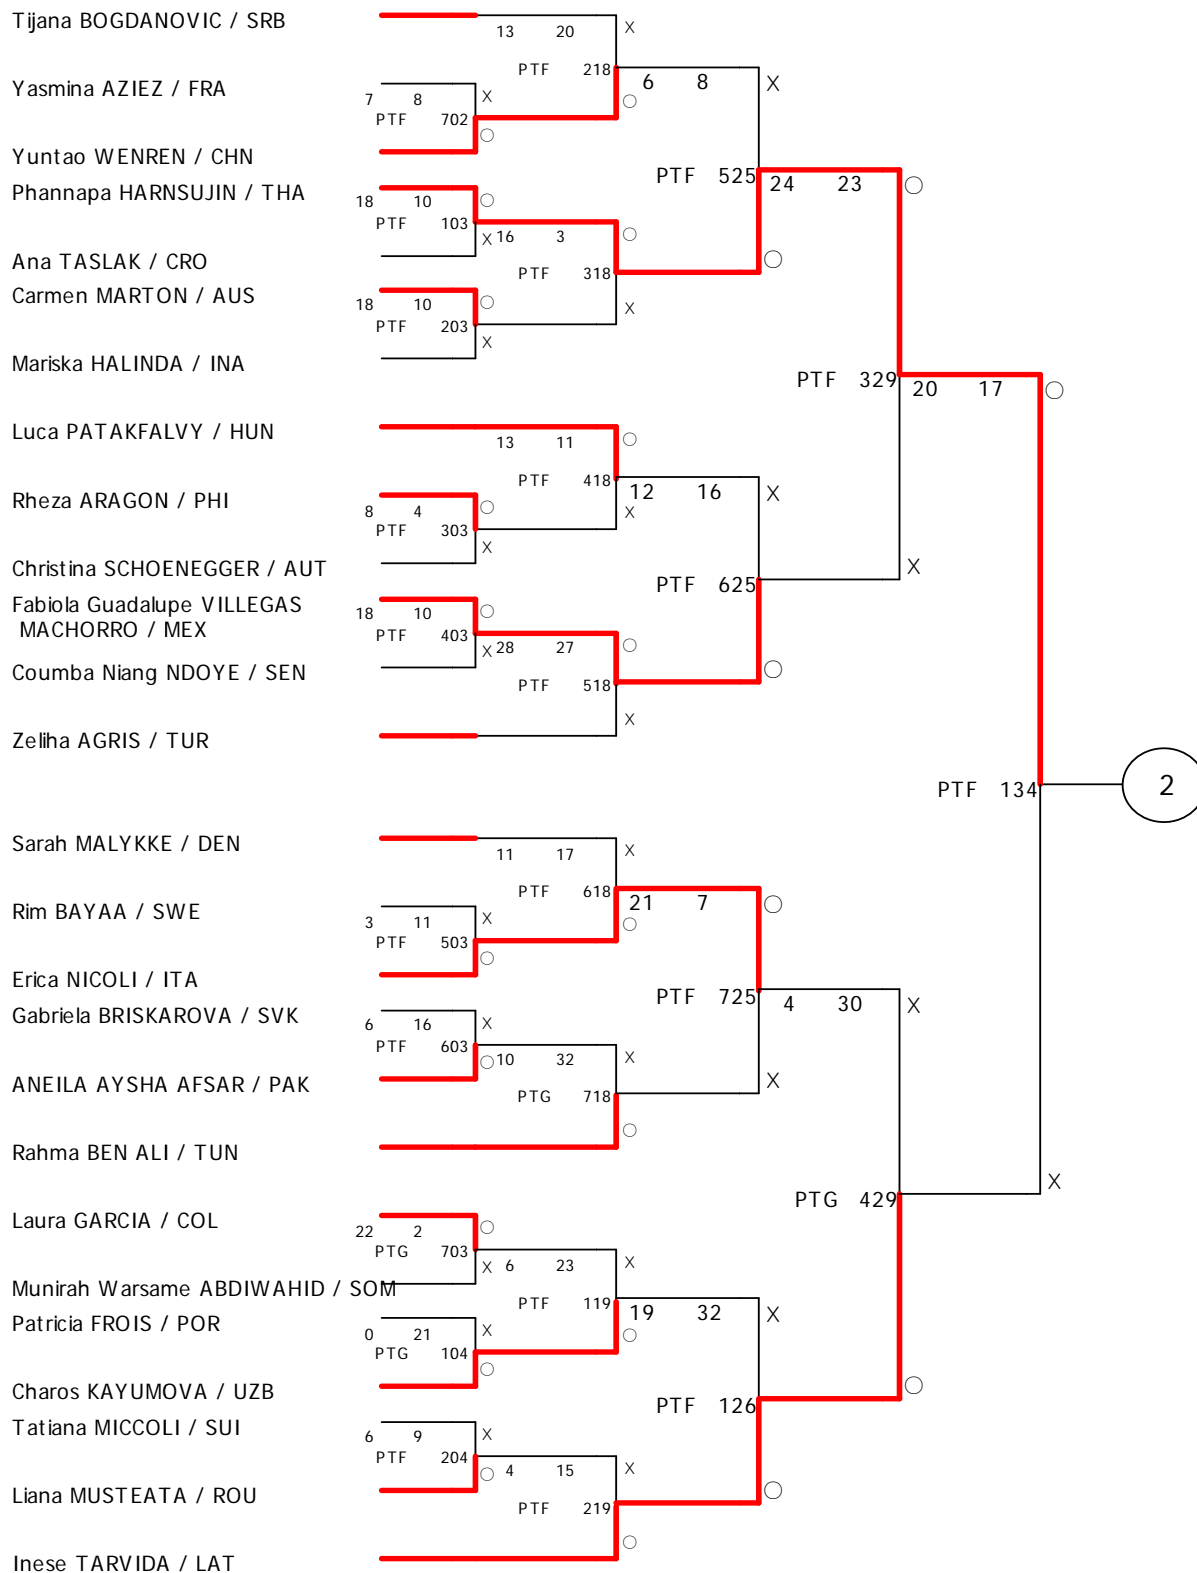 Tijana BOGDANOVIC / SRB
13 20 X
PTF 218
6 8 X
Yasmina AZIEZ / FRA
7 8 X
PTF 702
Yuntao WENREN / CHN
PTF 525
24 23
Phannapa HARNSUJIN / THA
18 10
PTF 103
X 16 3
Ana TASLAK / CRO
PTF 318
Carmen MARTON / AUS
18 10
X
PTF 203
X
Mariska HALINDA / INA
PTF 329
20 17
Luca PATAKFALVY / HUN
13 11
PTF 418
12 16 X
Rheza ARAGON / PHI
8 4
X
PTF 303
X
Christina SCHOENEGGER / AUT
X
PTF 625
Fabiola Guadalupe VILLEGAS
MACHORRO / MEX
18 10
PTF 403
X 28 27
Coumba Niang NDOYE / SEN
PTF 518
X
Zeliha AGRIS / TUR
PTF 134
2
Sarah MALYKKE / DEN
11 17 X
PTF 618
21 7
Rim BAYAA / SWE
3 11 X
PTF 503
Erica NICOLI / ITA
PTF 725
4 30 X
Gabriela BRISKAROVA / SVK
6 16 X
PTF 603
10 32 X
ANEILA AYSHA AFSAR / PAK
X
PTG 718
Rahma BEN ALI / TUN
X
PTG 429
Laura GARCIA / COL
22 2
PTG 703
X 6 23 X
Munirah Warsame ABDIWAHID / SOM
PTF 119
19 32 X
Patricia FROIS / POR
0 21 X
PTG 104
Charos KAYUMOVA / UZB
PTF 126
Tatiana MICCOLI / SUI
6 9 X
PTF 204
4 15 X
Liana MUSTEATA / ROU
PTF 219
Inese TARVIDA / LAT